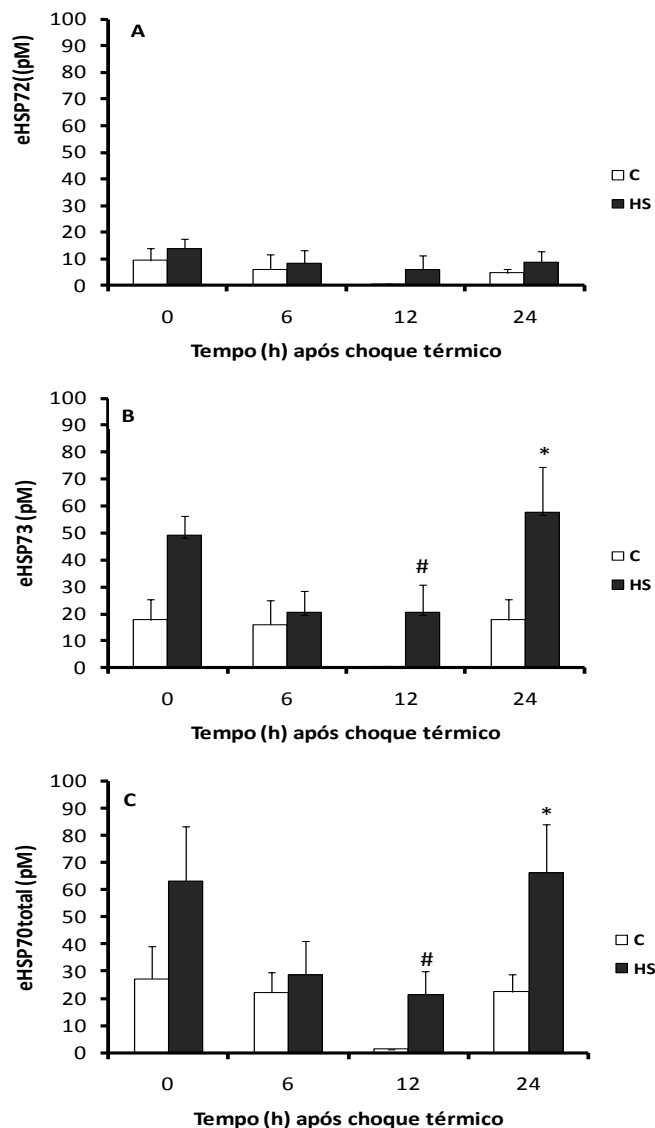 A
eHSP72((pM)
100
90
80
70
60
50
40
30
20
10
0
0 6 12 24
Tempo (h) após choque térmico
C
HS
B
eHSP73 (pM)
100
90
80
70
60
50
40
30
20
10
0
*
#
0 6 12 24
Tempo (h) após choque térmico
C
HS
C
eHSP70total (pM)
100
90
80
70
60
50
40
30
20
10
0
*
#
0 6 12 24
Tempo (h) após choque térmico
C
HS